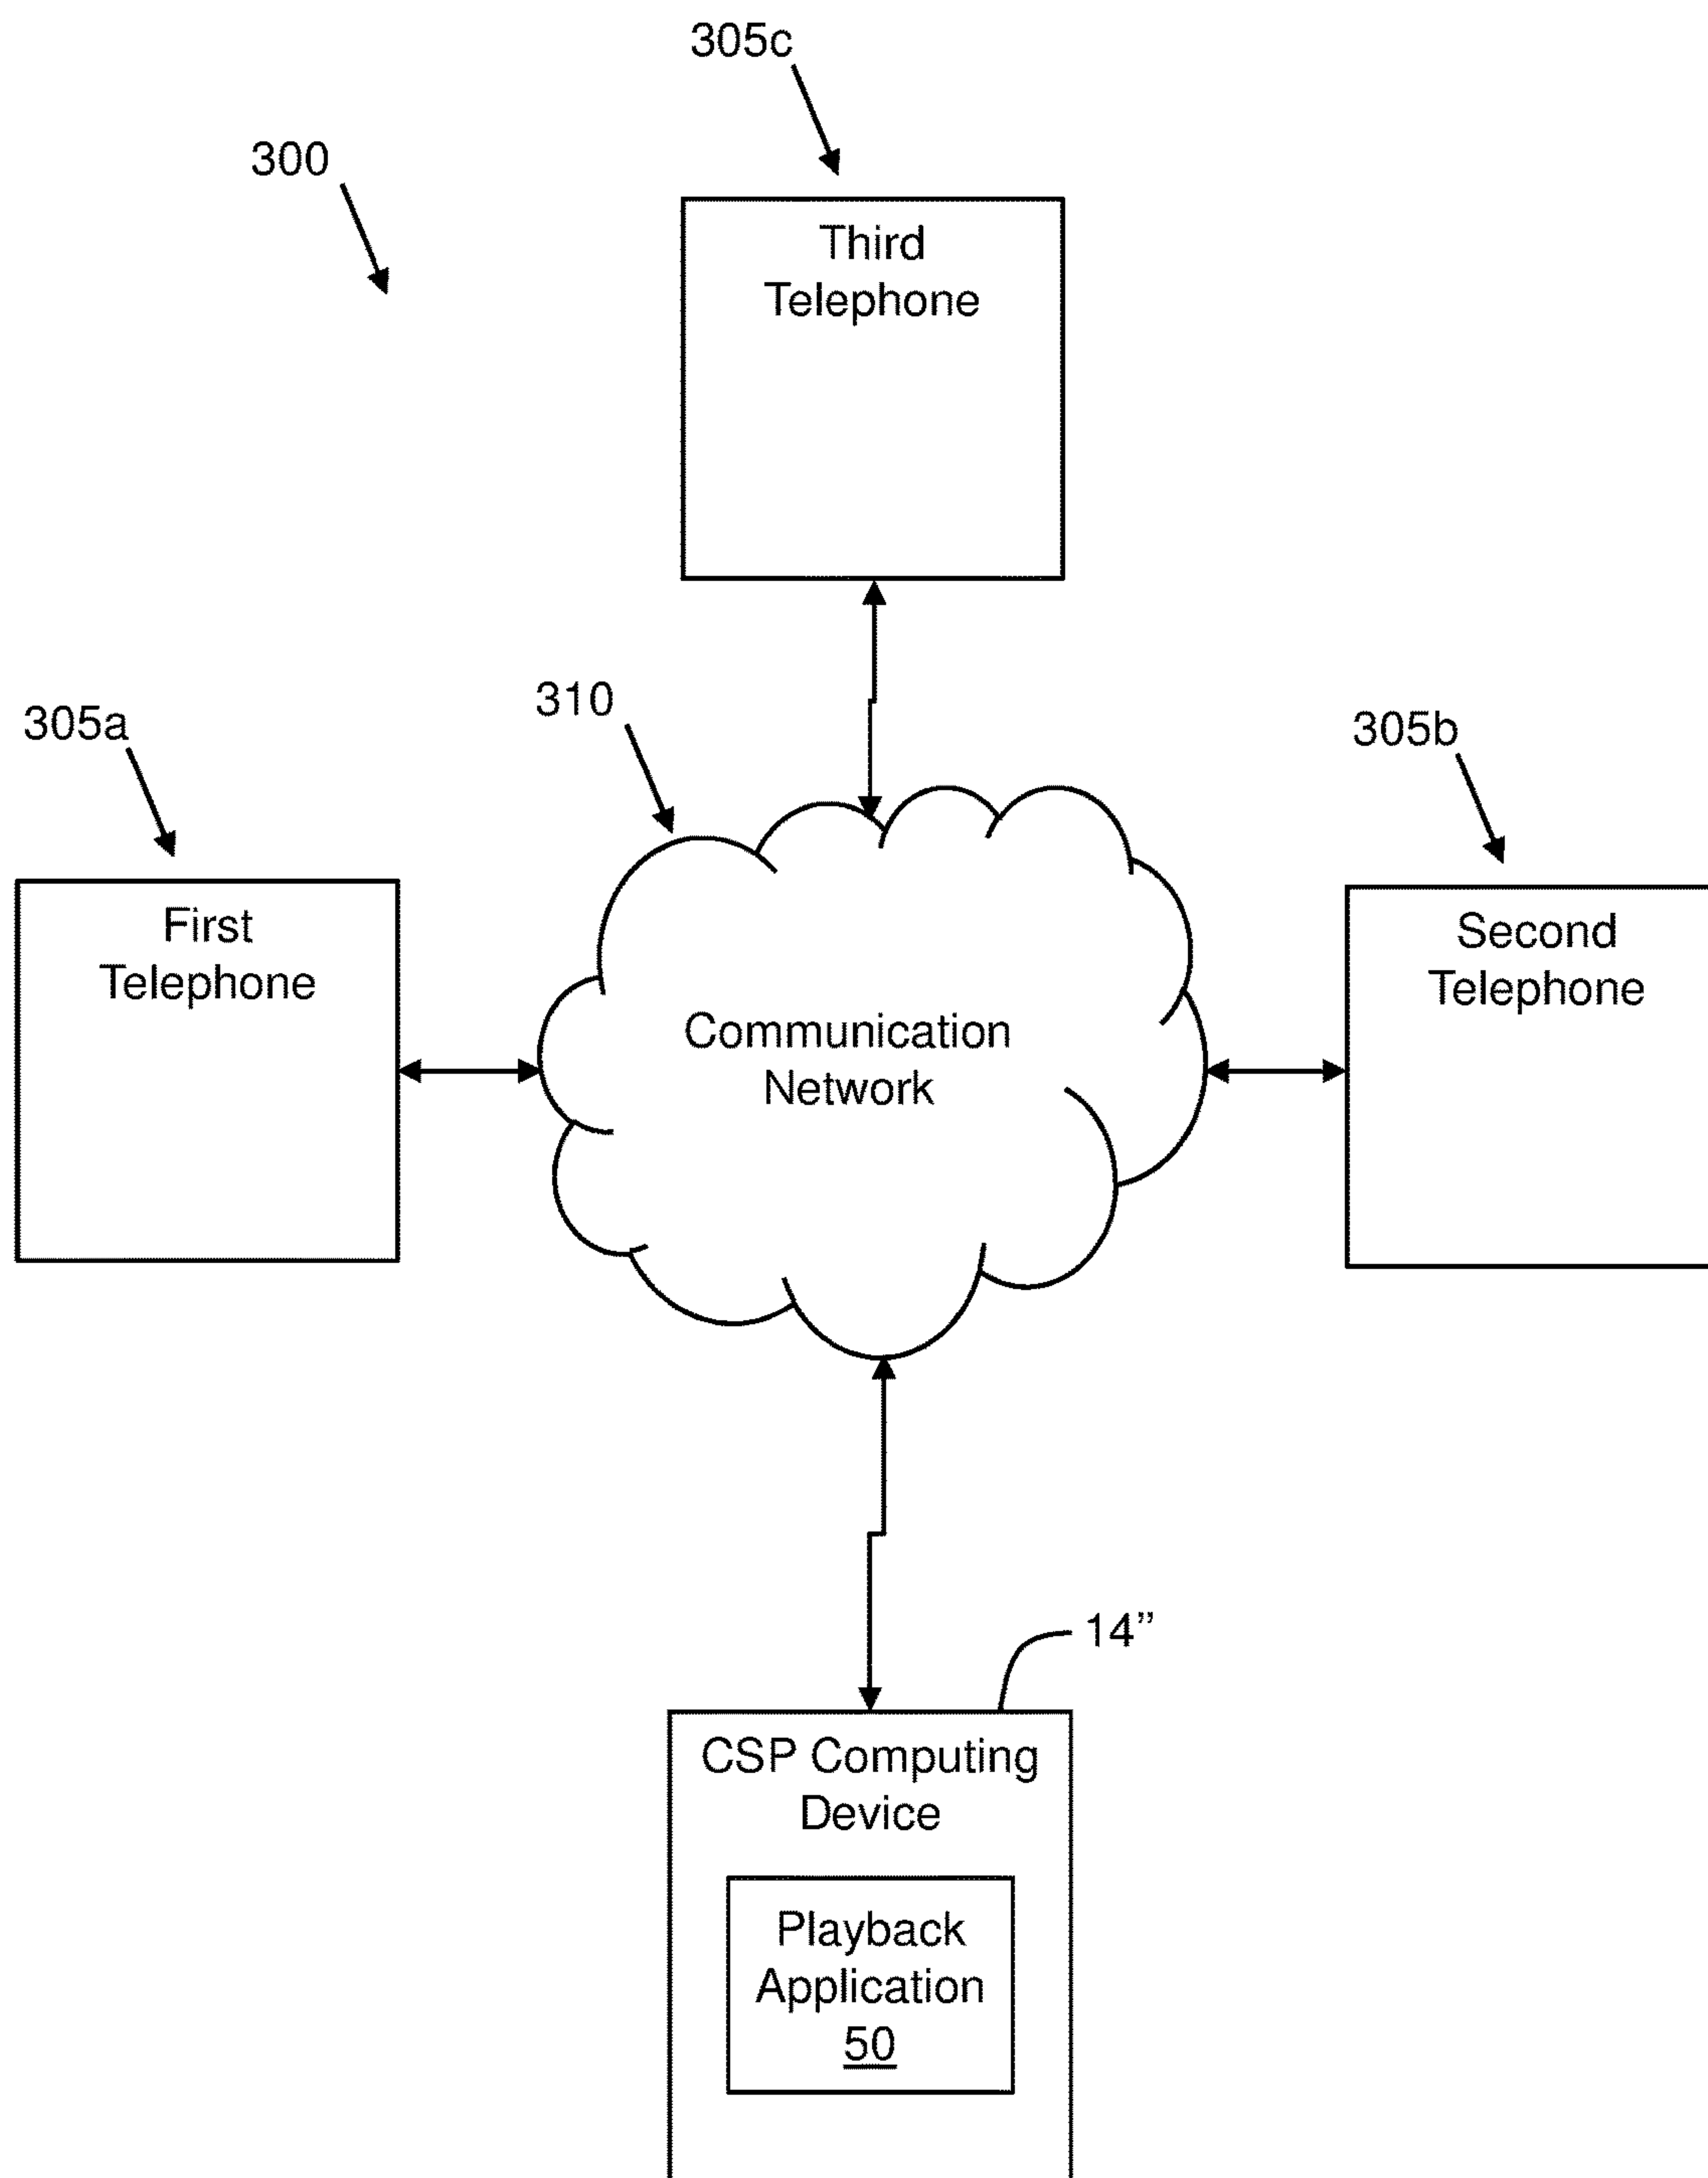 305c
300
Third
Telephone
310
305a
305b
First
Telephone
Second
Telephone
Communication
Network
14”
CSP Computing
Device
Playback
Application
50